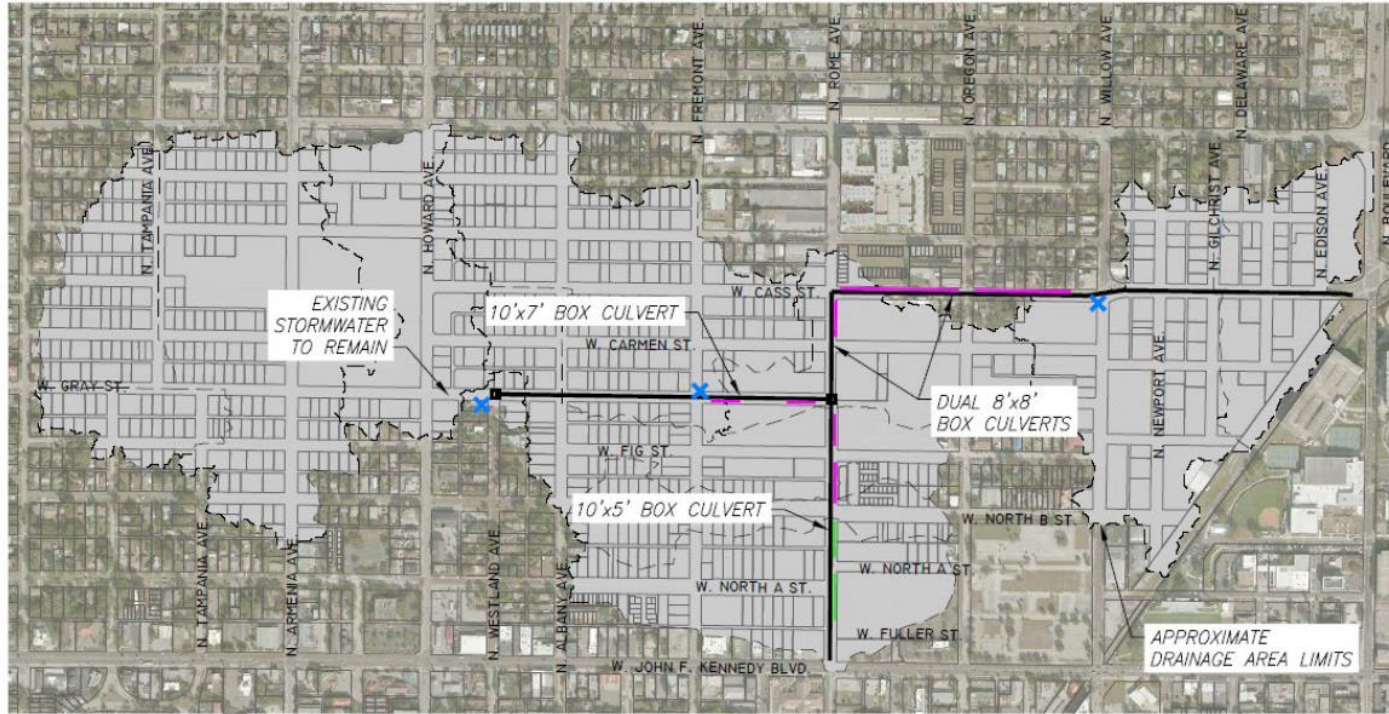 N. FREMONT AVE.
N. ROME AVE.
N. OREGON AVE.
N. WILLOW AVE.
N. DELAWARE AVE.
N. TAMPANIA AVE.
N. HOWARD AVE.
N. GILCHRIST AVE.
N. EDISON AVE.
N. BOULEVARD
EXISTING
STORMWATER
TO REMAIN
10'x7' BOX CULVERT
W. CASS ST.
W. CARMEN ST.
W. GRAY ST.
DUAL 8'x8'
BOX CULVERTS
N. NEWPORT AVE.
W. FIG ST.
10'x5' BOX CULVERT
W. NORTH B ST.
N. TAMPANIA AVE.
N. ARMENIA AVE.
N. WESTLAND AVE.
N. ALBANY AVE.
W. NORTH A ST.
W. NORTH A ST.
W. FULLER ST.
W. JOHN F. KENNEDY BLVD.
APPROXIMATE
DRAINAGE AREA LIMITS